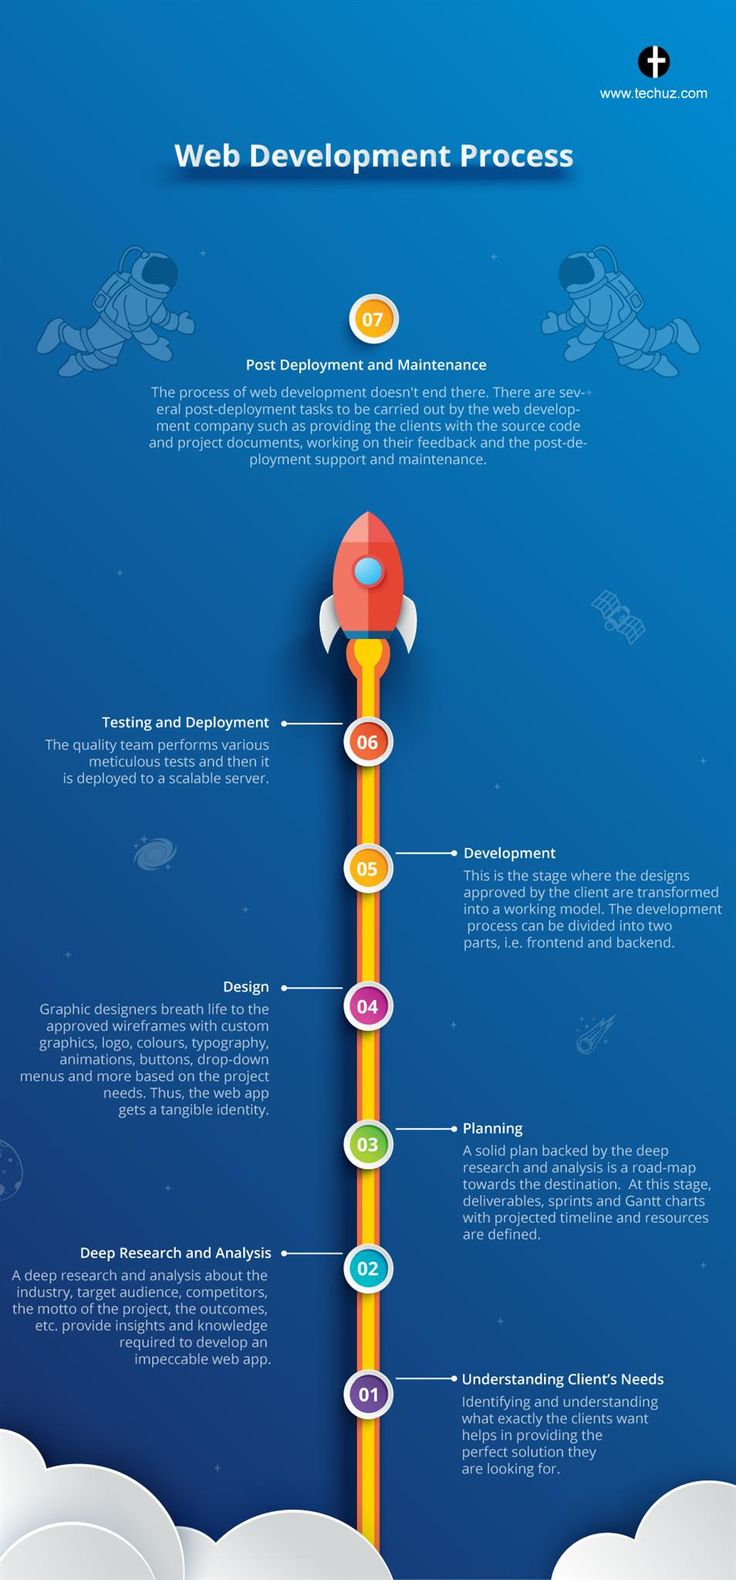 www.techuz.com
Web Development Process
07
Post Deployment and Maintenance
The process of web development doesn't end there. There are sev-
eral post-deployment tasks to be carried out by the web develop-
ment company such as providing the clients with the source code
and project documents, working on their feedback and the post-de-
ployment support and maintenance.
Testing and Deployment
The quality team performs various
meticulous tests and then it
is deployed to a scalable server.
06
05
Development
This is the stage where the designs
approved by the client are transformed
into a working model. The development
process can be divided into two
parts, i.e. frontend and backend.
Design
Graphic designers breath life to the
approved wireframes with custom
graphics, logo, colours, typography,
animations, buttons, drop-down
menus and more based on the project
needs. Thus, the web app
gets a tangible identity.
04
03
Planning
A solid plan backed by the deep
research and analysis is a road-map
towards the destination. At this stage,
deliverables, sprints and Gantt charts
with projected timeline and resources
are defined.
Deep Research and Analysis
A deep research and analysis about the
industry, target audience, competitors,
the motto of the project, the outcomes,
etc. provide insights and knowledge
required to develop an
impeccable web app.
02
01
Understanding Client's Needs
Identifying and understanding
what exactly the clients want
helps in providing the
perfect solution they
are looking for.